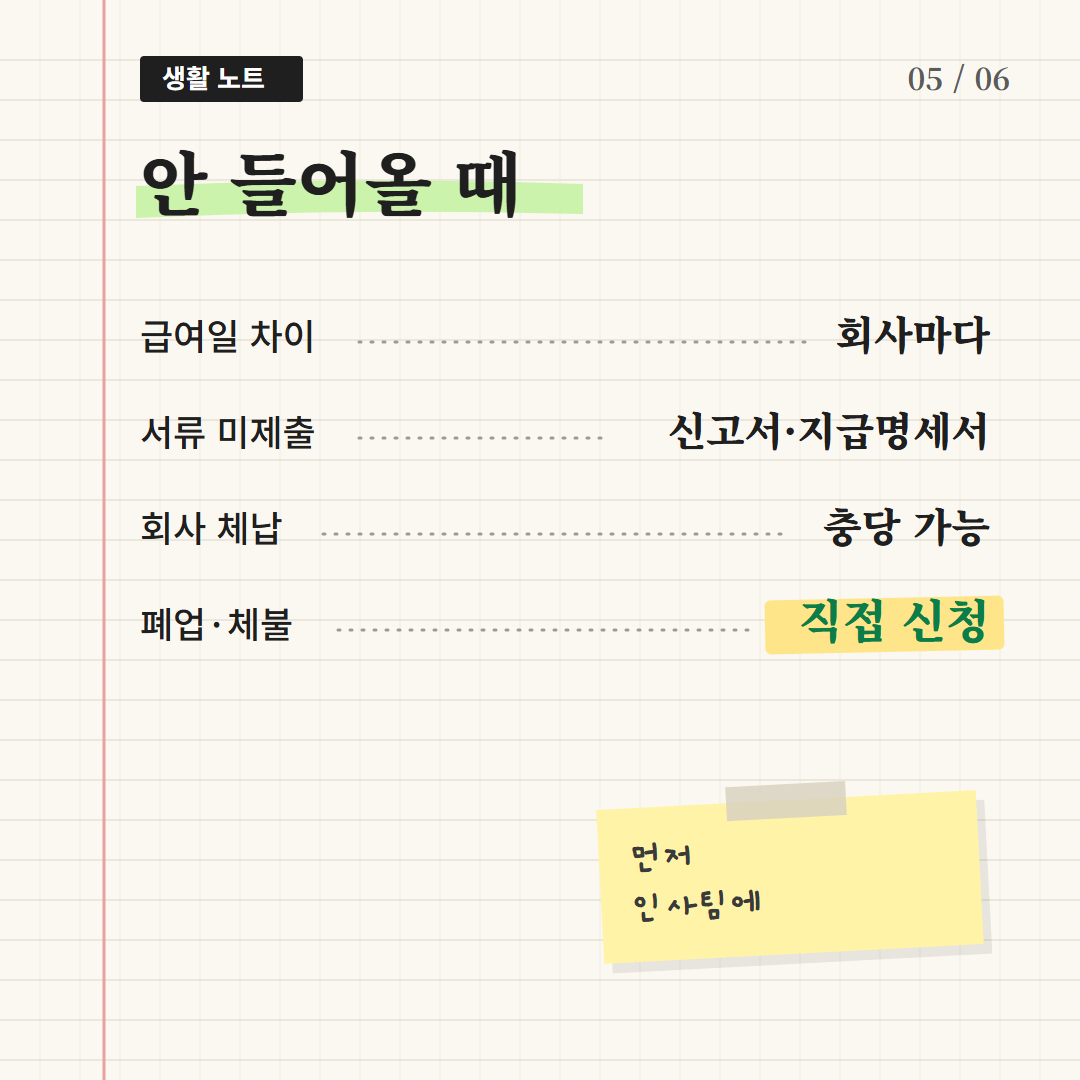 생활 노트
05 / 06
안 들어올 때
급여일 차이 회사마다
서류 미제출 신고서·지급명세서
회사 체납 충당 가능
폐업·체불 직접 신청
먼저
인사팀에